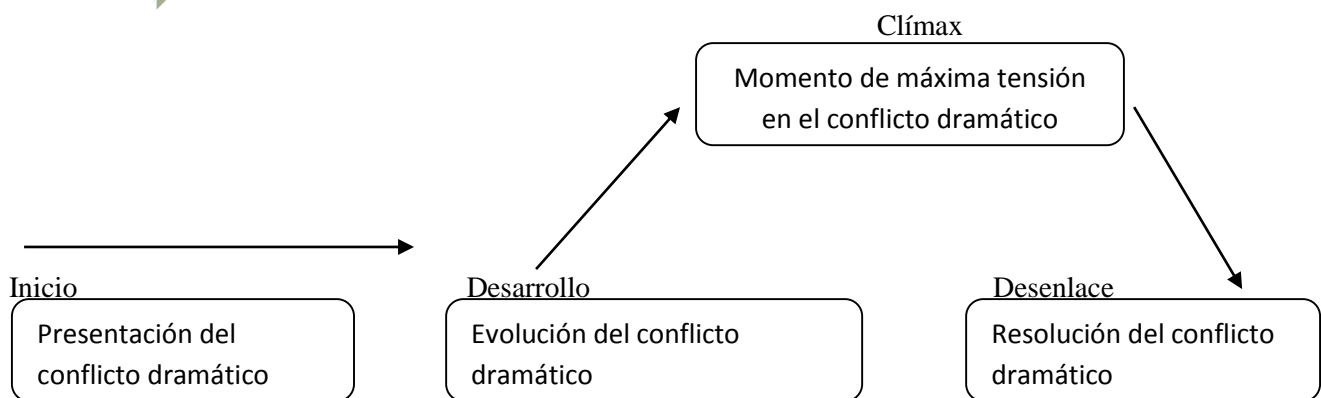 Clímax
Momento de máxima tensión
en el conflicto dramático
Inicio
Presentación del
conflicto dramático
Desarrollo
Evolución del conflicto
dramático
Desenlace
Resolución del conflicto
dramático